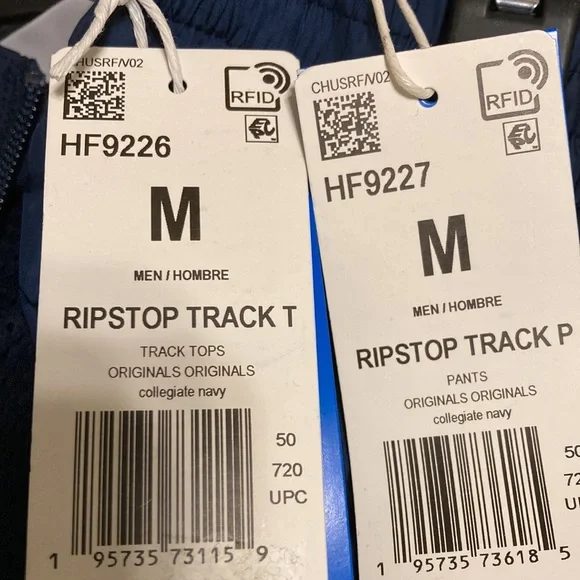 CHUSRF/V02
RFID
HF9226
M
MEN / HOMBRE
RIPSTOP TRACK T
TRACK TOPS
ORIGINALS ORIGINALS
collegiate navy
50
720
UPC
1 95735 73115 9
CHUSRF/V02
RFID
HF9227
M
MEN / HOMBRE
RIPSTOP TRACK P
PANTS
ORIGINALS ORIGINALS
collegiate navy
50
72
1 95735 73618 5